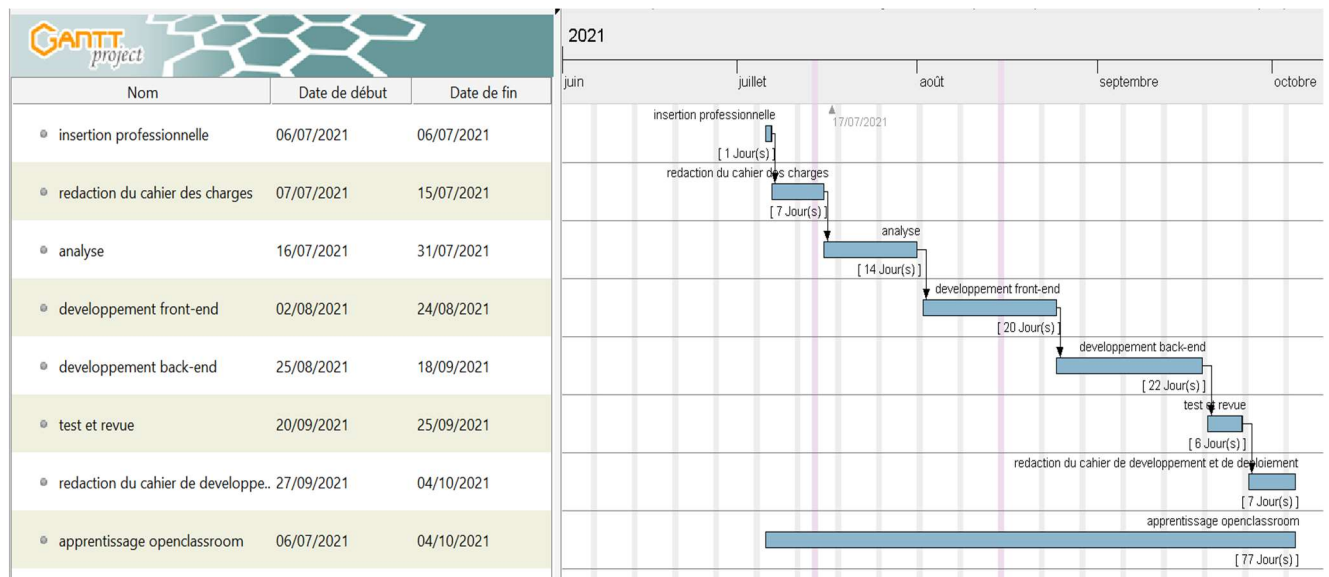 GANTT
project
Nom Date de début Date de fin
insertion professionnelle 06/07/2021 06/07/2021
redaction du cahier des charges 07/07/2021 15/07/2021
analyse 16/07/2021 31/07/2021
developpement front-end 02/08/2021 24/08/2021
developpement back-end 25/08/2021 18/09/2021
test et revue 20/09/2021 25/09/2021
redaction du cahier de developpe.. 27/09/2021 04/10/2021
apprentissage openclassroom 06/07/2021 04/10/2021
2021
juin juillet août septembre octobre
insertion professionnelle
17/07/2021
[ 1 Jour(s) ]
redaction du cahier des charges
[ 7 Jour(s) ]
analyse
[ 14 Jour(s) ]
developpement front-end
[ 20 Jour(s) ]
developpement back-end
[ 22 Jour(s) ]
test et revue
[ 6 Jour(s) ]
redaction du cahier de developpement et de deploiement
[ 7 Jour(s) ]
apprentissage openclassroom
[ 77 Jour(s) ]